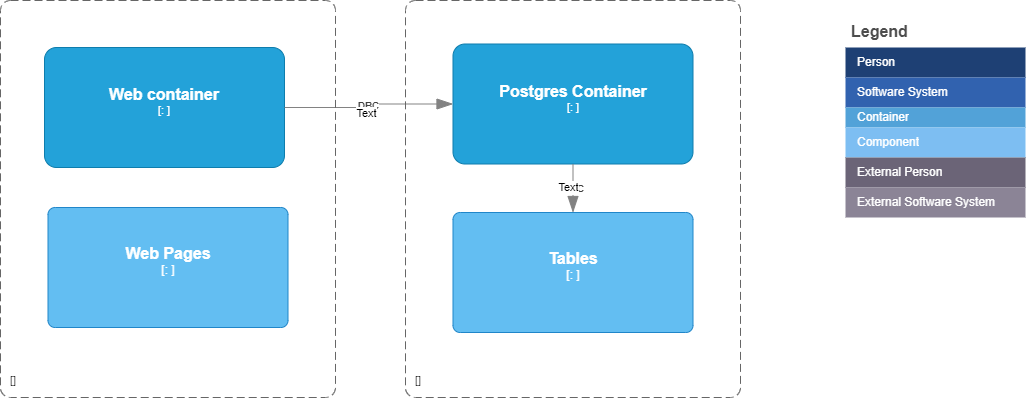 Web container
[: ]
Postgres Container
[: ]
Text
Text
Web Pages
[: ]
Tables
[: ]
[]
[]
Legend
Person
Software System
Container
Component
External Person
External Software System